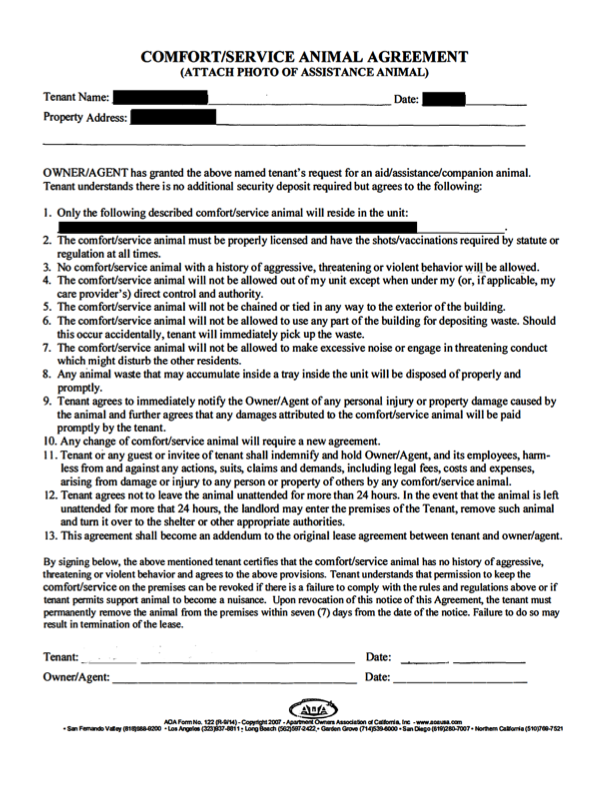 COMFORT/SERVICE ANIMAL AGREEMENT
(ATTACH PHOTO OF ASSISTANCE ANIMAL)
Tenant Name: Date:
Property Address:
OWNER/AGENT has granted the above named tenant's request for an aid/assistance/companion animal.
Tenant understands there is no additional security deposit required but agrees to the following:
1. Only the following described comfort/service animal will reside in the unit:
2. The comfort/service animal must be properly licensed and have the shots/vaccinations required by statute or
regulation at all times.
3. No comfort/service animal with a history of aggressive, threatening or violent behavior will be allowed.
4. The comfort/service animal will not be allowed out of my unit except when under my (or, if applicable, my
care provider's) direct control and authority.
5. The comfort/service animal will not be chained or tied in any way to the exterior of the building.
6. The comfort/service animal will not be allowed to use any part of the building for depositing waste. Should
this occur accidentally, tenant will immediately pick up the waste.
7. The comfort/service animal will not be allowed to make excessive noise or engage in threatening conduct
which might disturb the other residents.
8. Any animal waste that may accumulate inside a tray inside the unit will be disposed of properly and
promptly.
9. Tenant agrees to immediately notify the Owner/Agent of any personal injury or property damage caused by
the animal and further agrees that any damages attributed to the comfort/service animal will be paid
promptly by the tenant.
10. Any change of comfort/service animal will require a new agreement.
11. Tenant or any guest or invitee of tenant shall indemnify and hold Owner/Agent, and its employees, harm-
less from and against any actions, suits, claims and demands, including legal fees, costs and expenses,
arising from damage or injury to any person or property of others by any comfort/service animal.
12. Tenant agrees not to leave the animal unattended for more than 24 hours. In the event that the animal is left
unattended for more that 24 hours, the landlord may enter the premises of the Tenant, remove such animal
and turn it over to the shelter or other appropriate authorities.
13. This agreement shall become an addendum to the original lease agreement between tenant and owner/agent.
By signing below, the above mentioned tenant certifies that the comfort/service animal has no history of aggressive,
threatening or violent behavior and agrees to the above provisions. Tenant understands that permission to keep the
comfort/service on the premises can be revoked if there is a failure to comply with the rules and regulations above or if
tenant permits support animal to become a nuisance. Upon revocation of this notice of this Agreement, the tenant must
permanently remove the animal from the premises within seven (7) days from the date of the notice. Failure to do so may
result in termination of the lease.
Tenant: Date:
Owner/Agent: Date:
AOA
AOA Form No. 122 (R-9/14) - Copyright 2007 - Apartment Owners Association of California, Inc - www.aoausa.com
• San Fernando Valley (818)988-9200 • Los Angeles (323)937-8811 • Long Beach (562)597-2422 • Garden Grove (714)539-6000 • San Diego (619)280-7007 • Northern California (510)769-7521